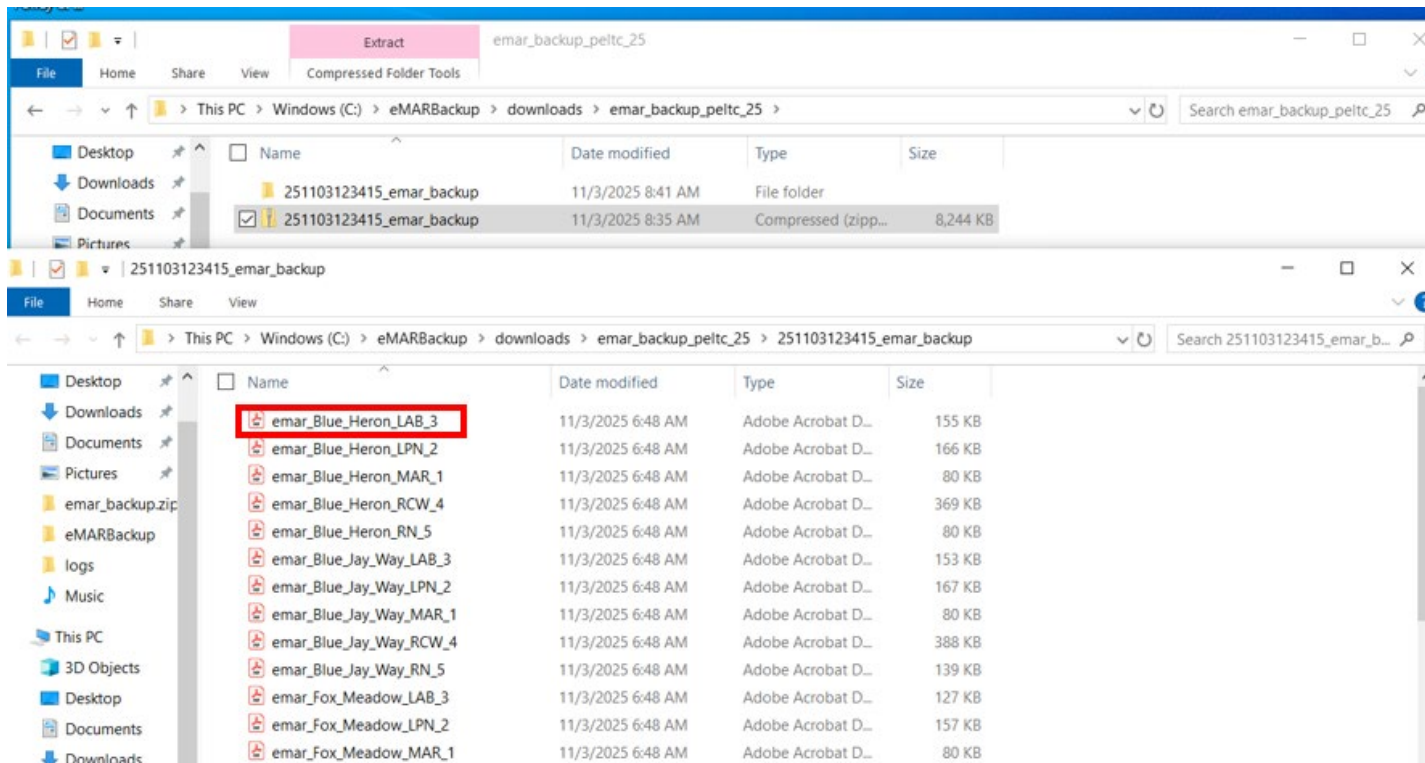 Extract emar_backup_peltc_25
File Home Share View Compressed Folder Tools
> This PC > Windows (C:) > eMARBackup > downloads > emar_backup_peltc_25 > Search emar_backup_peltc_25
Desktop Name Date modified Type Size
Downloads 251103123415_emar_backup 11/3/2025 8:41 AM File folder
Documents 251103123415_emar_backup 11/3/2025 8:35 AM Compressed (zipp... 8,244 KB
Pictures
251103123415_emar_backup
File Home Share View
> This PC > Windows (C:) > eMARBackup > downloads > emar_backup_peltc_25 > 251103123415_emar_backup Search 251103123415_emar_b...
Desktop Name Date modified Type Size
Downloads emar_Blue_Heron_LAB_3 11/3/2025 6:48 AM Adobe Acrobat D... 155 KB
Documents emar_Blue_Heron_LPN_2 11/3/2025 6:48 AM Adobe Acrobat D... 166 KB
Pictures emar_Blue_Heron_MAR_1 11/3/2025 6:48 AM Adobe Acrobat D... 80 KB
emar_backup.zip emar_Blue_Heron_RCW_4 11/3/2025 6:48 AM Adobe Acrobat D... 369 KB
eMARBackup emar_Blue_Heron_RN_5 11/3/2025 6:48 AM Adobe Acrobat D... 80 KB
logs emar_Blue_Jay_Way_LAB_3 11/3/2025 6:48 AM Adobe Acrobat D... 153 KB
Music emar_Blue_Jay_Way_LPN_2 11/3/2025 6:48 AM Adobe Acrobat D... 167 KB
emar_Blue_Jay_Way_MAR_1 11/3/2025 6:48 AM Adobe Acrobat D... 80 KB
This PC emar_Blue_Jay_Way_RCW_4 11/3/2025 6:48 AM Adobe Acrobat D... 388 KB
3D Objects emar_Blue_Jay_Way_RN_5 11/3/2025 6:48 AM Adobe Acrobat D... 139 KB
Desktop emar_Fox_Meadow_LAB_3 11/3/2025 6:48 AM Adobe Acrobat D... 127 KB
Documents emar_Fox_Meadow_LPN_2 11/3/2025 6:48 AM Adobe Acrobat D... 157 KB
Downloads emar_Fox_Meadow_MAR_1 11/3/2025 6:48 AM Adobe Acrobat D... 80 KB